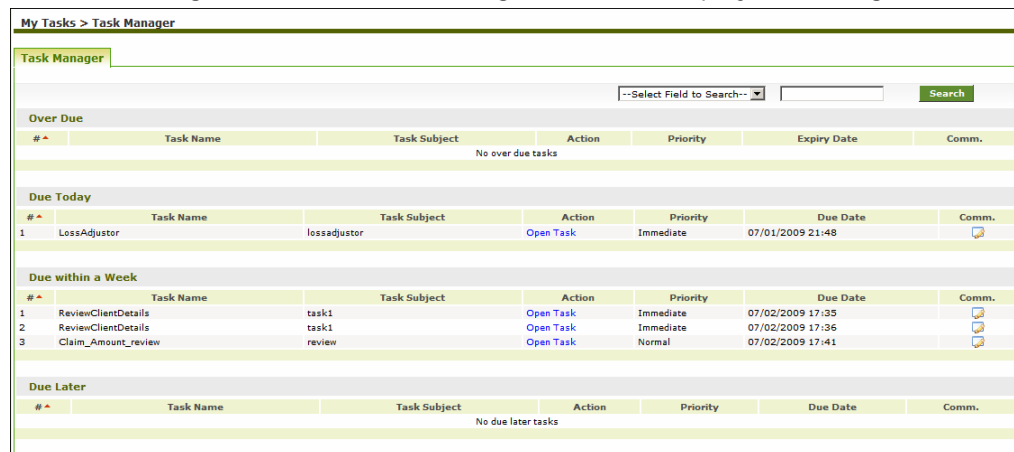 My Tasks > Task Manager
Task Manager
--Select Field to Search-- Search
Over Due
# Task Name Task Subject Action Priority Expiry Date Comm.
No over due tasks
Due Today
# Task Name Task Subject Action Priority Due Date Comm.
1 LossAdjustor lossadjustor Open Task Immediate 07/01/2009 21:48
Due within a Week
# Task Name Task Subject Action Priority Due Date Comm.
1 ReviewClientDetails task1 Open Task Immediate 07/02/2009 17:35
2 ReviewClientDetails task1 Open Task Immediate 07/02/2009 17:36
3 Claim_Amount_review review Open Task Normal 07/02/2009 17:41
Due Later
# Task Name Task Subject Action Priority Due Date Comm.
No due later tasks